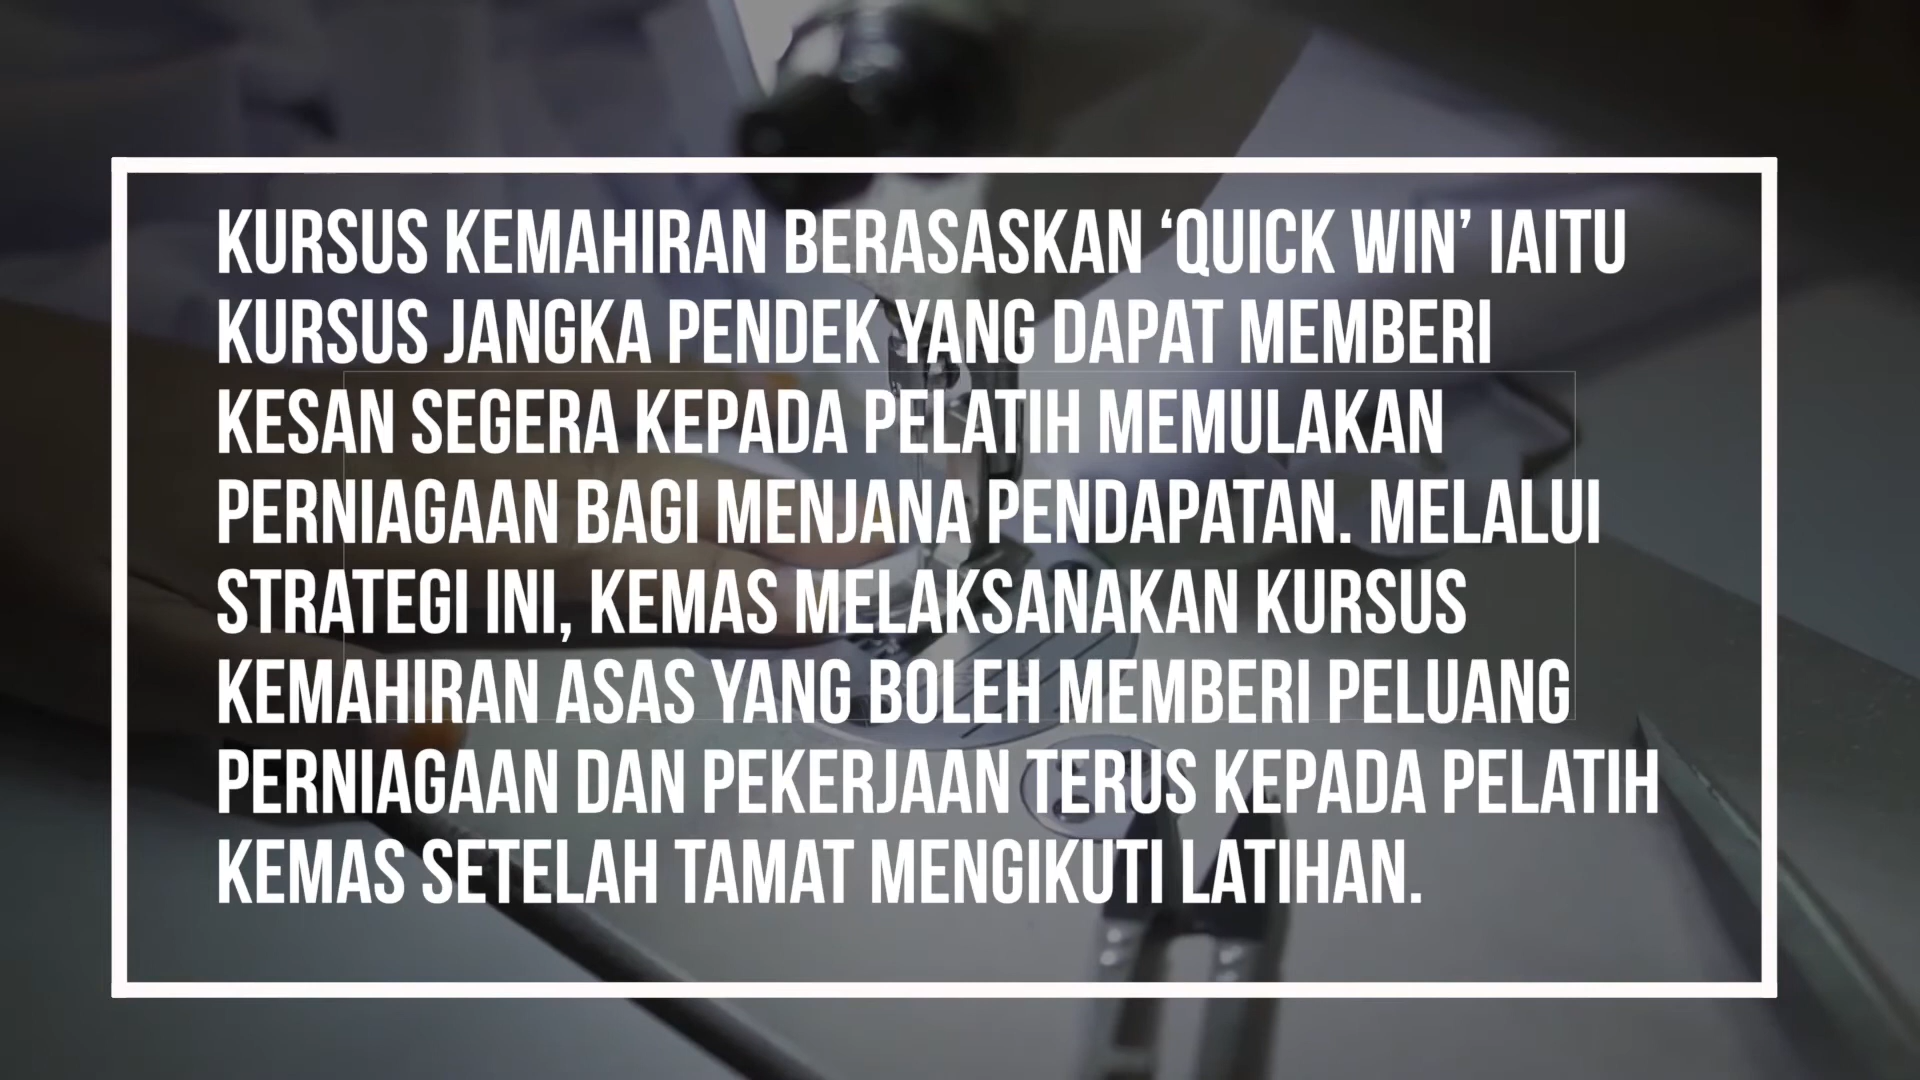 KURSUS KEMAHIRAN BERASASKAN ‘QUICK WIN’ IAITU
KURSUS JANGKA PENDEK YANG DAPAT MEMBERI
KESAN SEGERA KEPADA PELATIH MEMULAKAN
PERNIAGAAN BAGI MENJANA PENDAPATAN. MELALUI
STRATEGI INI, KEMAS MELAKSANAKAN KURSUS
KEMAHIRAN ASAS YANG BOLEH MEMBERI PELUANG
PERNIAGAAN DAN PEKERJAAN TERUS KEPADA PELATIH
KEMAS SETELAH TAMAT MENGIKUTI LATIHAN.